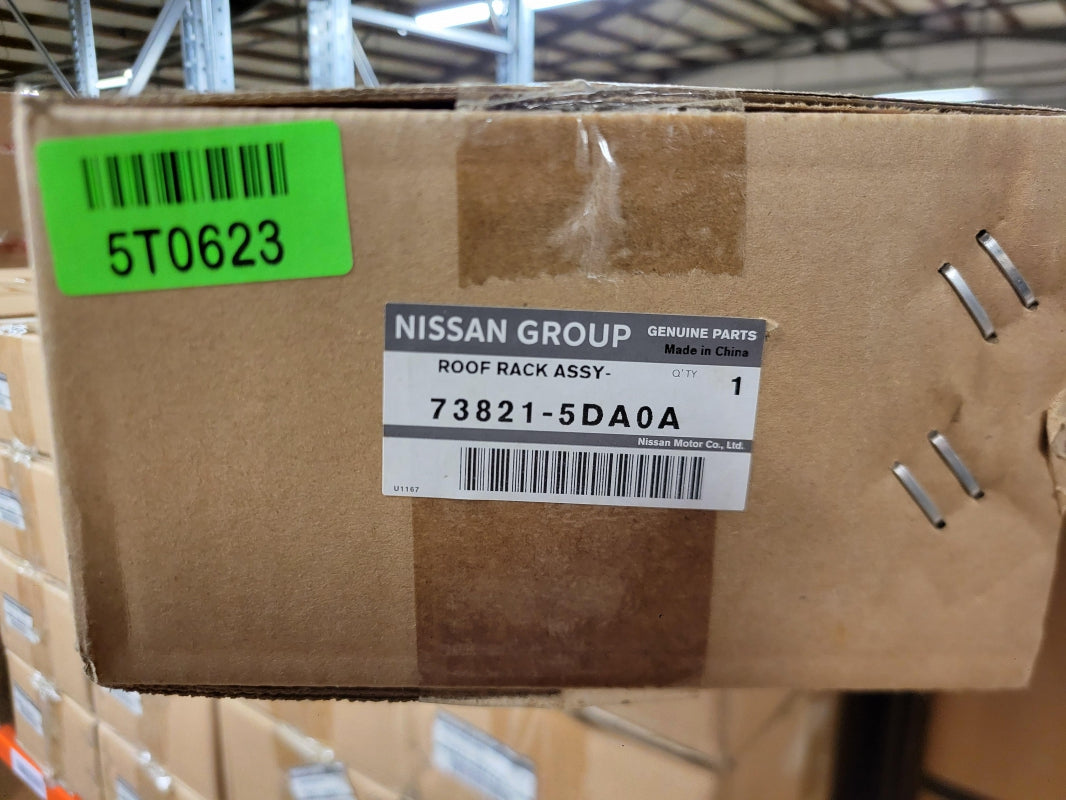 5T0623
NISSAN GROUP GENUINE PARTS
Made in China
ROOF RACK ASSY- Q'TY 1
73821-5DA0A
Nissan Motor Co., Ltd.
U1167